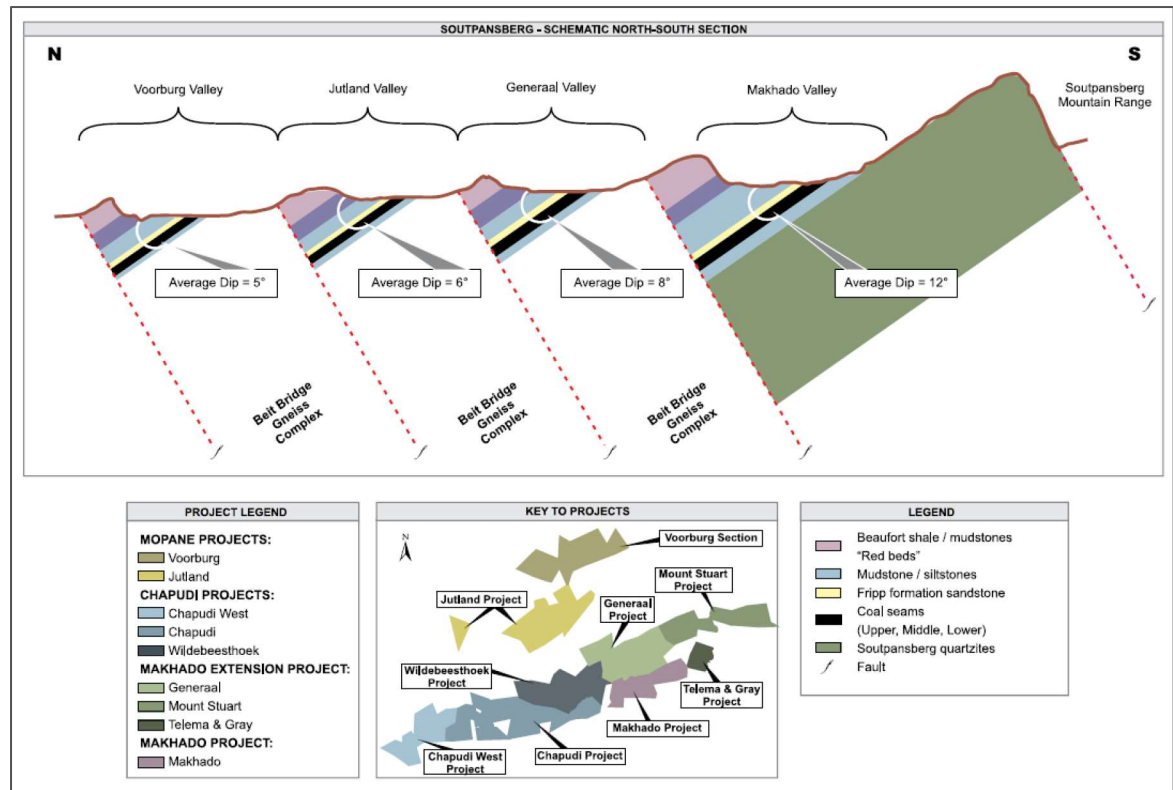 SOUTPANSBERG - SCHEMATIC NORTH-SOUTH SECTION
N
S
Voorburg Valley
Jutland Valley
Generaal Valley
Makhado Valley
Soutpansberg
Mountain Range
Average Dip = 5°
Average Dip = 6°
Average Dip = 8°
Average Dip = 12°
Beit Bridge
Gneiss
Complex
Beit Bridge
Gneiss
Complex
Beit Bridge
Gneiss
Complex
f
f
f
f
f
PROJECT LEGEND
MOPANE PROJECTS:
Voorburg
Jutland
CHAPUDI PROJECTS:
Chapudi West
Chapudi
Wildebeesthoek
MAKHADO EXTENSION PROJECT:
Generaal
Mount Stuart
Telema & Gray
MAKHADO PROJECT:
Makhado
KEY TO PROJECTS
N
Voorburg Section
Mount Stuart
Project
Jutland Project
Generaal
Project
Wildebeesthoek
Project
Telema & Gray
Project
Makhado Project
Chapudi West
Project
Chapudi Project
LEGEND
Beaufort shale / mudstones
“Red beds”
Mudstone / siltstones
Fripp formation sandstone
Coal seams
(Upper, Middle, Lower)
Soutpansberg quartzites
f Fault